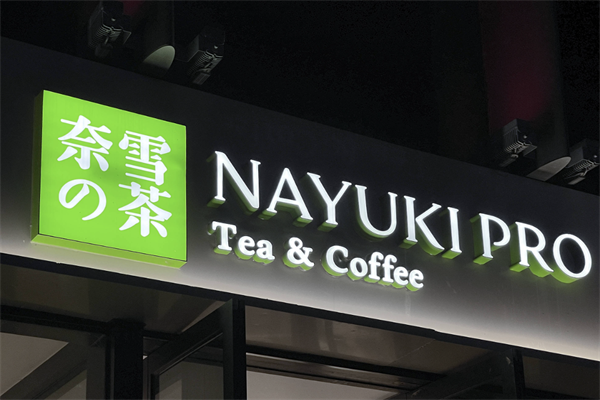 奈雪
の茶
NAYUKI PRO
Tea & Coffee